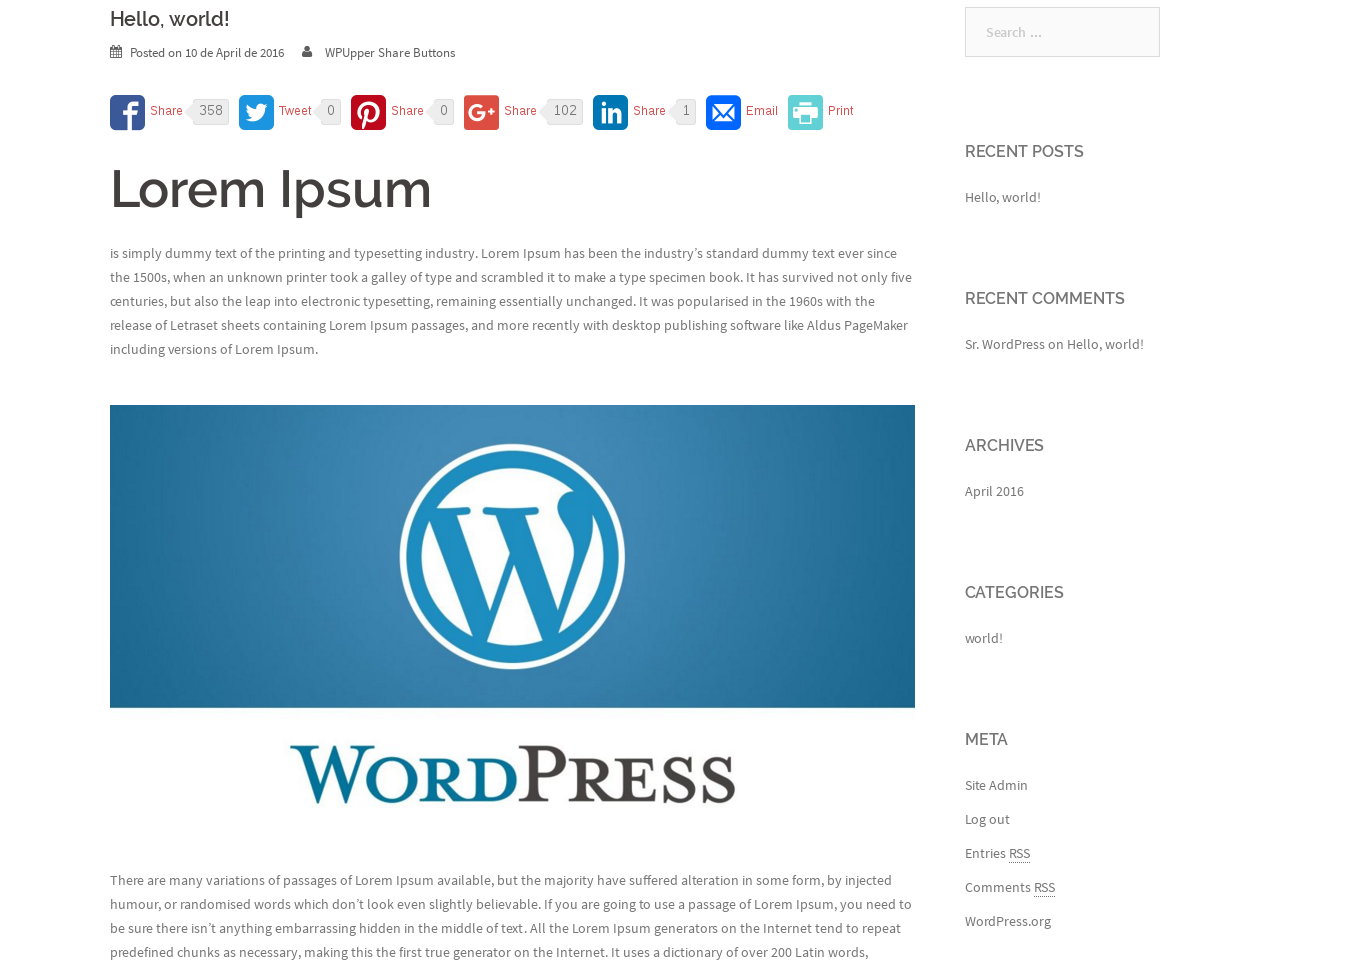 Hello, world!
Posted on 10 de April de 2016 WPUpper Share Buttons
Share 358 Tweet 0 Share 0 Share 102 Share 1 Email Print
Lorem Ipsum
is simply dummy text of the printing and typesetting industry. Lorem Ipsum has been the industry’s standard dummy text ever since
the 1500s, when an unknown printer took a galley of type and scrambled it to make a type specimen book. It has survived not only five
centuries, but also the leap into electronic typesetting, remaining essentially unchanged. It was popularised in the 1960s with the
release of Letraset sheets containing Lorem Ipsum passages, and more recently with desktop publishing software like Aldus PageMaker
including versions of Lorem Ipsum.
WORDPRESS
There are many variations of passages of Lorem Ipsum available, but the majority have suffered alteration in some form, by injected
humour, or randomised words which don’t look even slightly believable. If you are going to use a passage of Lorem Ipsum, you need to
be sure there isn’t anything embarrassing hidden in the middle of text. All the Lorem Ipsum generators on the Internet tend to repeat
predefined chunks as necessary, making this the first true generator on the Internet. It uses a dictionary of over 200 Latin words,
Search …
RECENT POSTS
Hello, world!
RECENT COMMENTS
Sr. WordPress on Hello, world!
ARCHIVES
April 2016
CATEGORIES
world!
META
Site Admin
Log out
Entries RSS
Comments RSS
WordPress.org